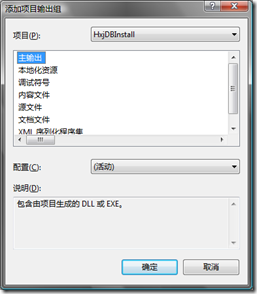 添加项目输出组
项目(P):
HxjDBInstall
主输出
本地化资源
调试符号
内容文件
源文件
文档文件
XML 序列化程序集
配置(C):
(活动)
说明(D):
包含由项目生成的 DLL 或 EXE。
确定
取消